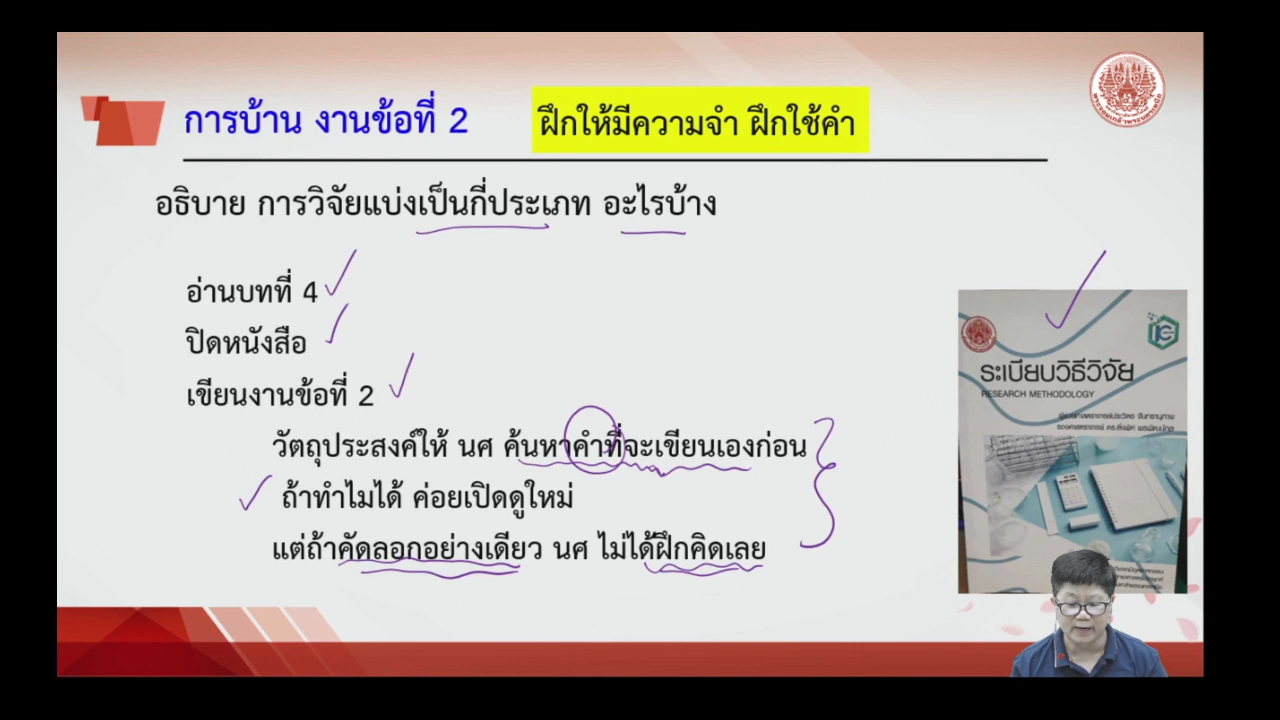 การบ้าน งานข้อที่ 2
ฝึกให้มีความจำ ฝึกใช้คำ
อธิบาย การวิจัยแบ่งเป็นกี่ประเภท อะไรบ้าง
อ่านบทที่ 4
ปิดหนังสือ
เขียนงานข้อที่ 2
วัตถุประสงค์ให้ นศ ค้นหาคำที่จะเขียนเองก่อน
ถ้าทำไมได้ ค่อยเปิดดูใหม่
แต่ถ้าคัดลอกอย่างเดียว นศ ไม่ได้ฝึกคิดเลย
ระเบียบวิธีวิจัย
RESEARCH METHODOLOGY